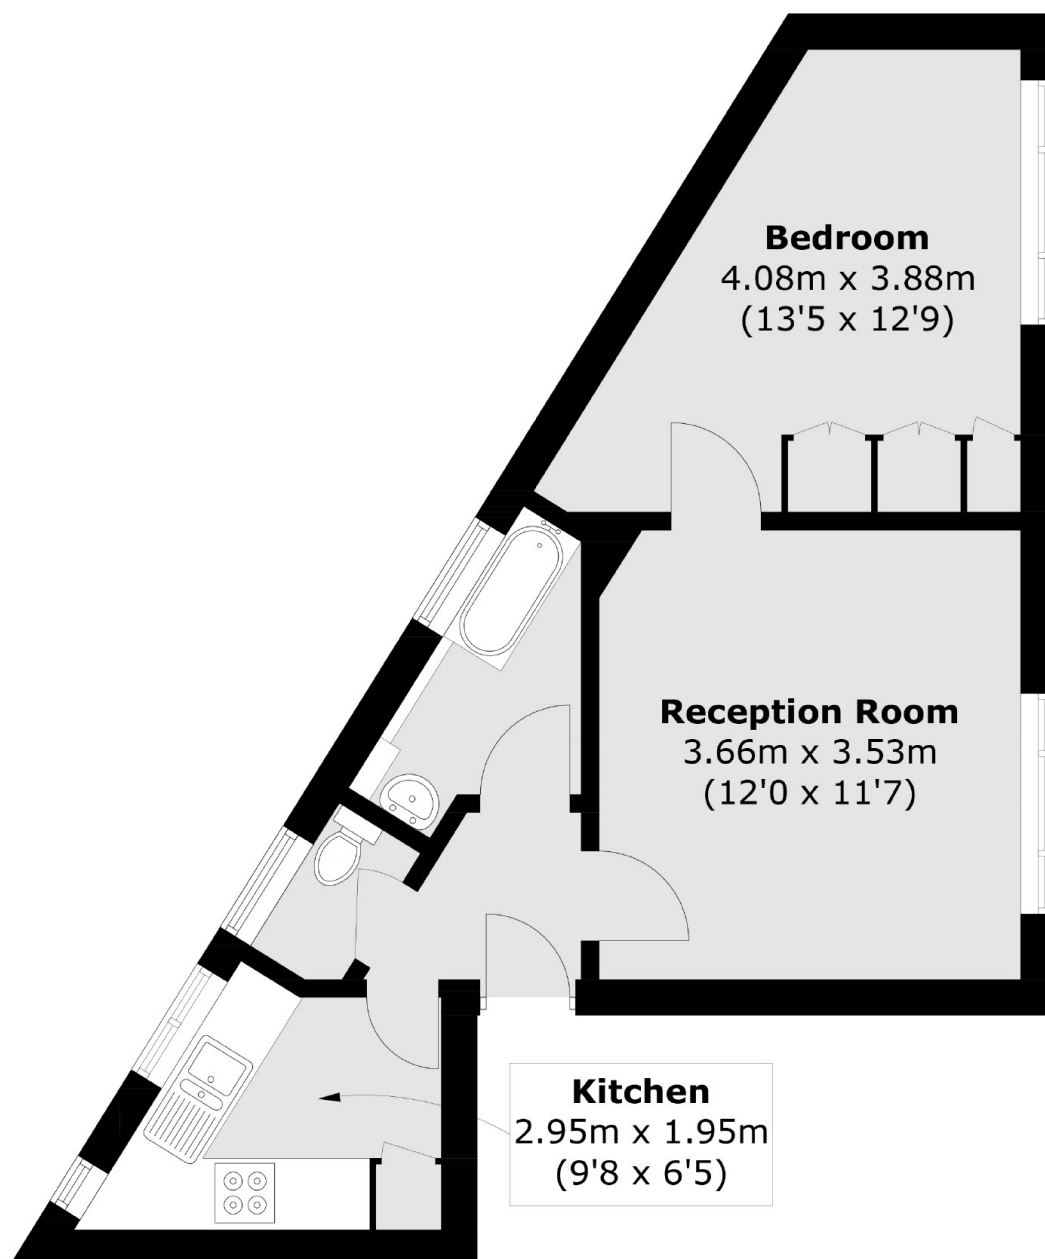 Bedroom
4.08m x 3.88m
(13'5 x 12'9)
Reception Room
3.66m x 3.53m
(12'0 x 11'7)
Kitchen
2.95m x 1.95m
(9'8 x 6'5)